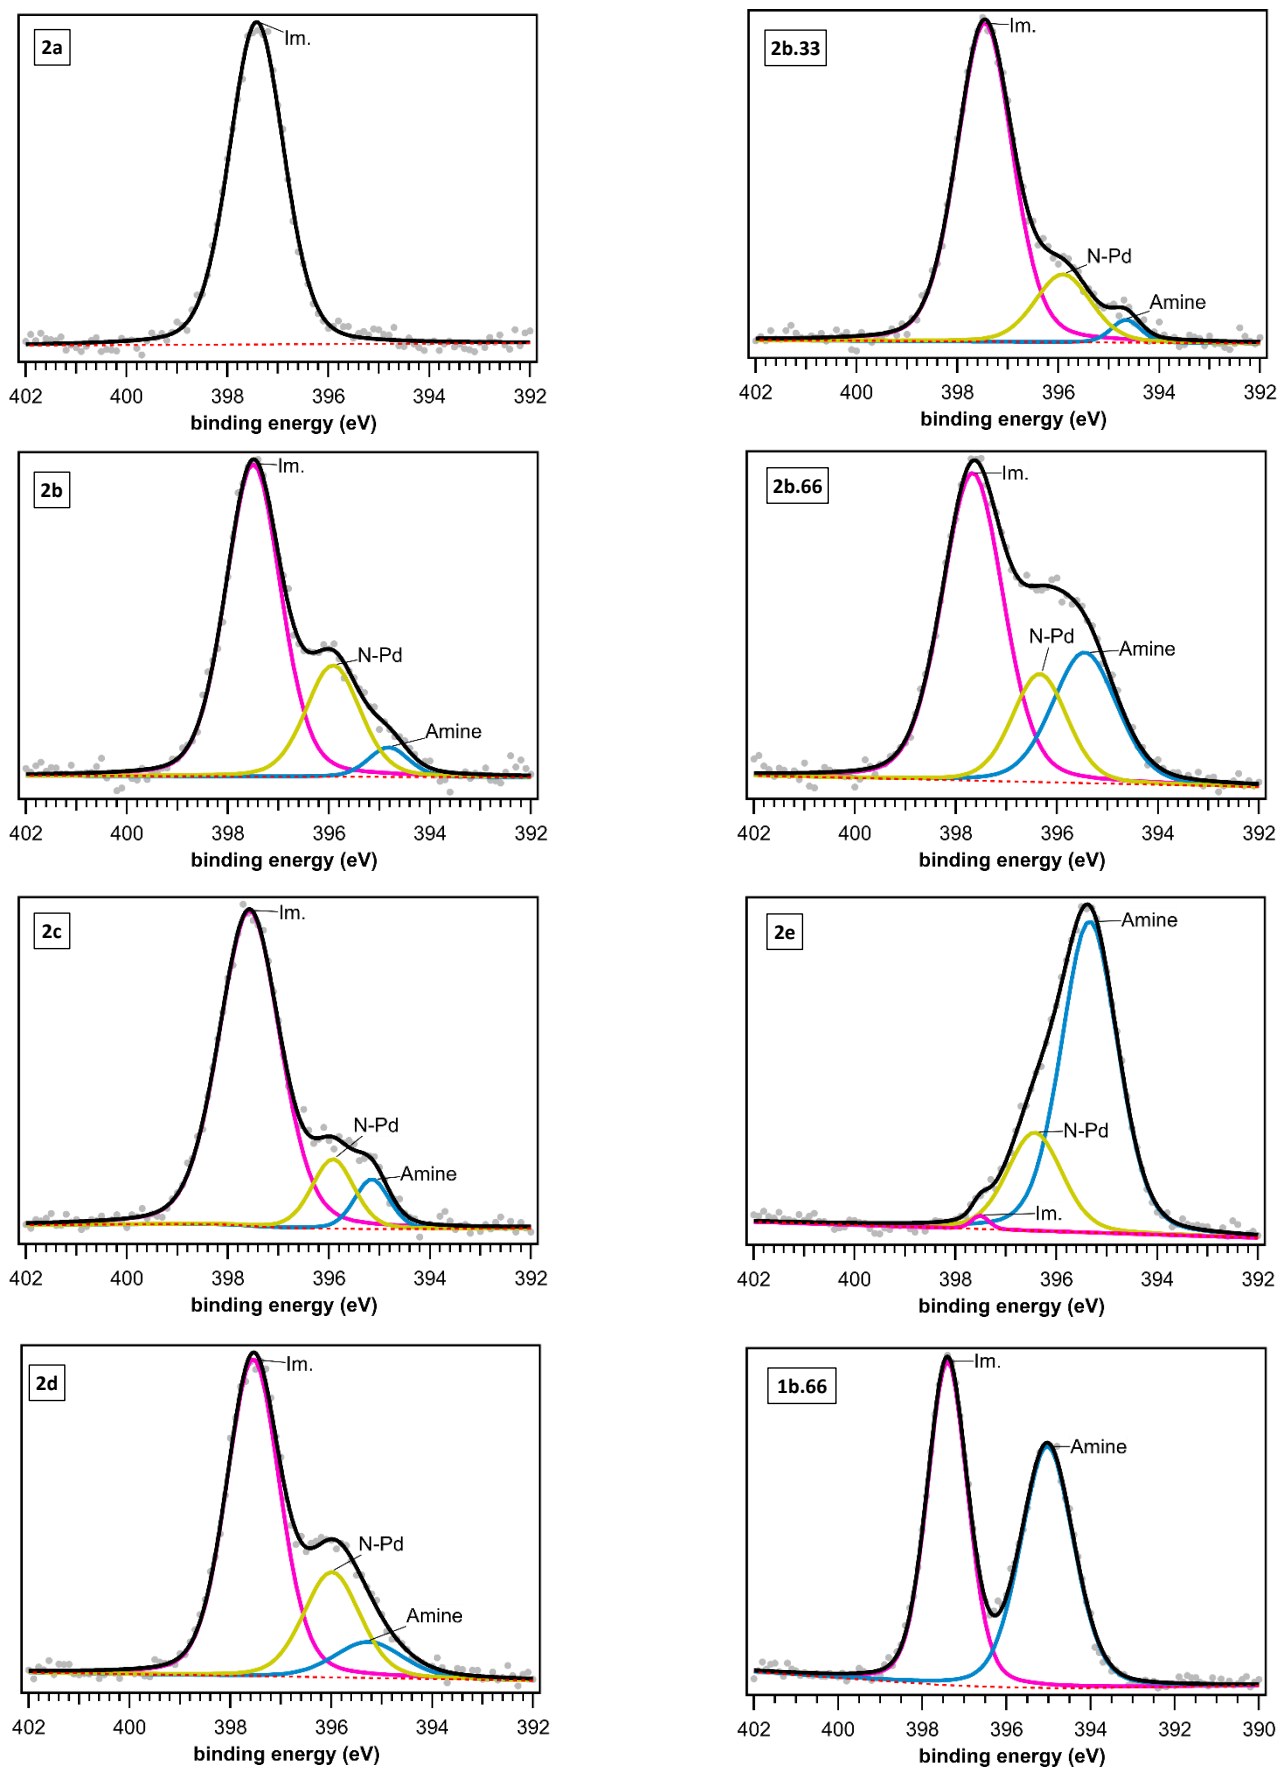 2a
Im.
402 400 398 396 394 392
binding energy (eV)
2b.33
Im.
N-Pd
Amine
402 400 398 396 394 392
binding energy (eV)
2b
Im.
N-Pd
Amine
402 400 398 396 394 392
binding energy (eV)
2b.66
Im.
N-Pd
Amine
402 400 398 396 394 392
binding energy (eV)
2c
Im.
N-Pd
Amine
402 400 398 396 394 392
binding energy (eV)
2e
Amine
N-Pd
Im.
402 400 398 396 394 392
binding energy (eV)
2d
Im.
N-Pd
Amine
402 400 398 396 394 392
binding energy (eV)
1b.66
Im.
Amine
402 400 398 396 394 392 390
binding energy (eV)